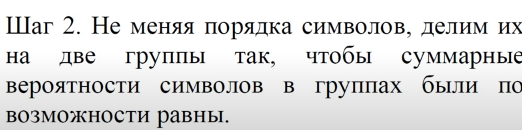 Шаг 2. Не меняя порядка символов, делим их
на две группы так, чтобы суммарные
вероятности символов в группах были по
возможности равны.